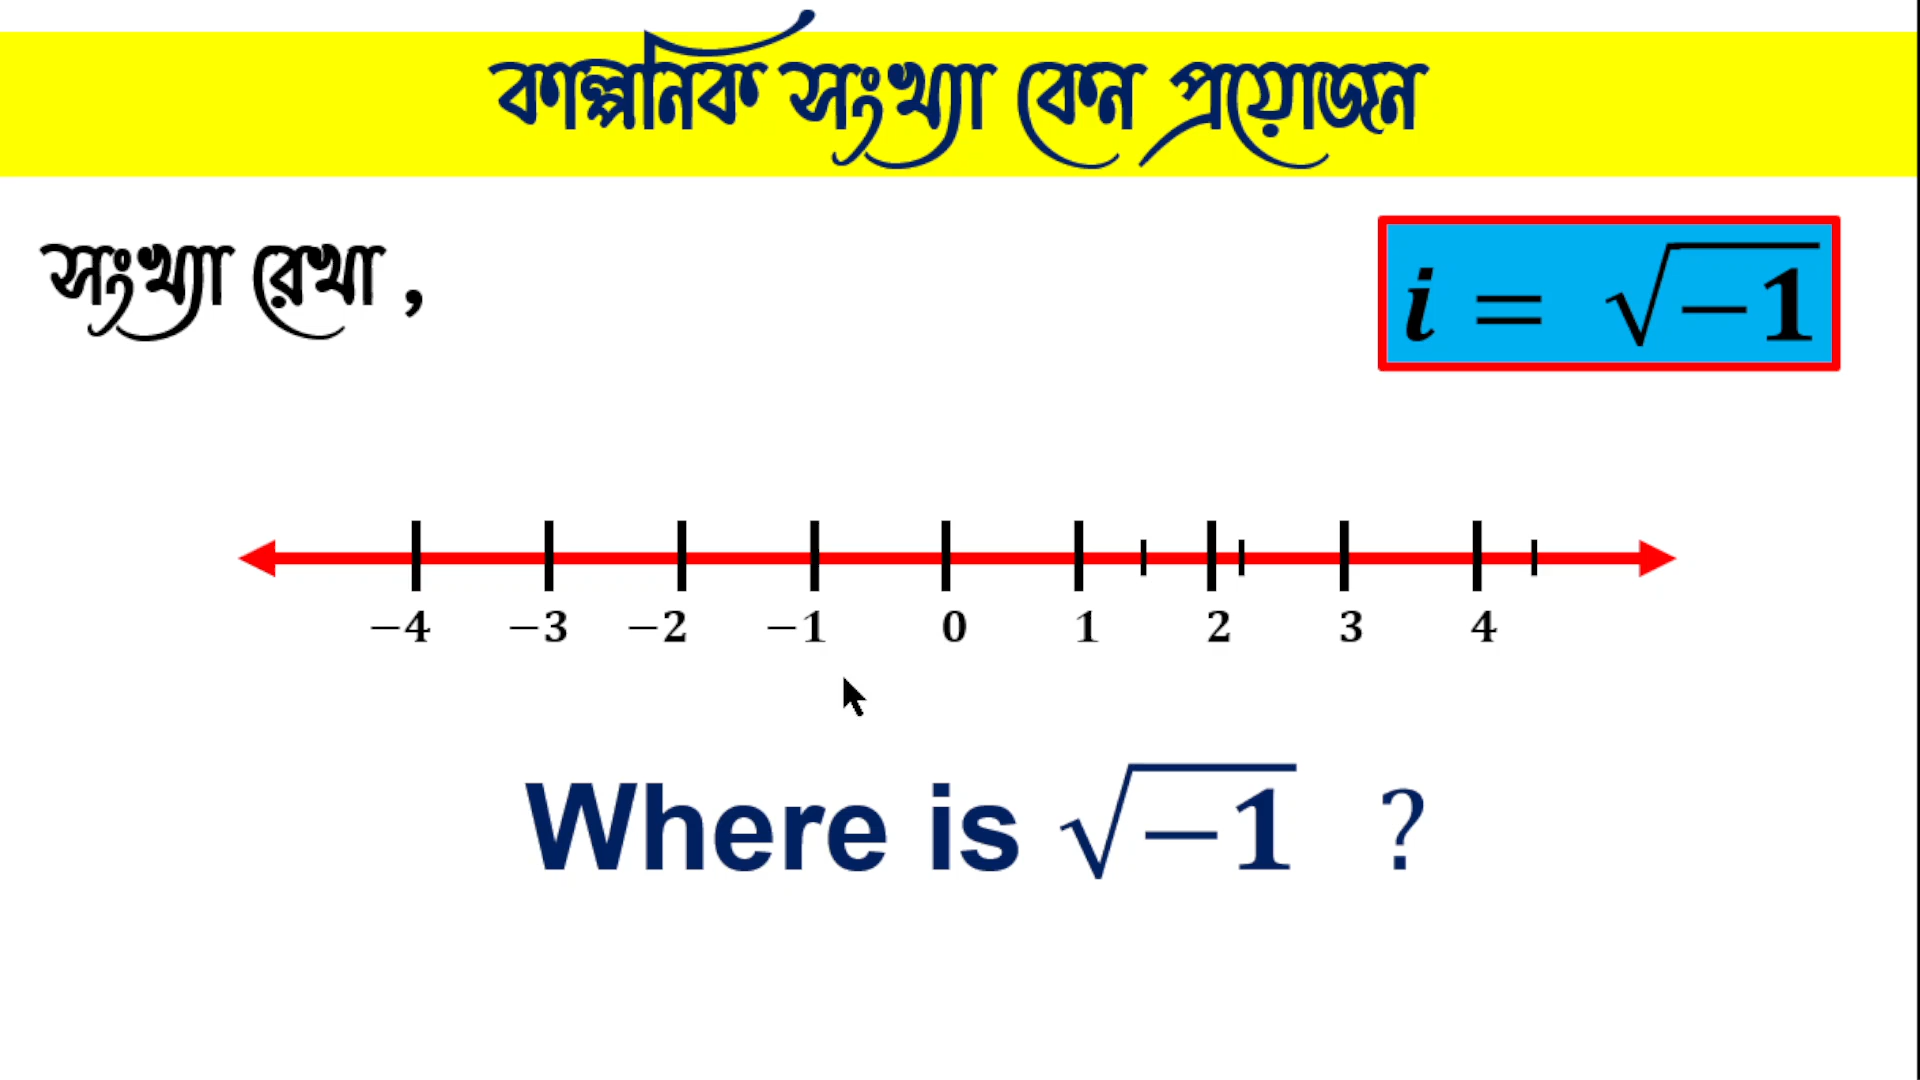 কাল্পনিক সংখ্যা কেন প্রয়োজন
সংখ্যা রেখা ,
i = √−1
−4 −3 −2 −1 0 1 2 3 4
Where is √−1 ?